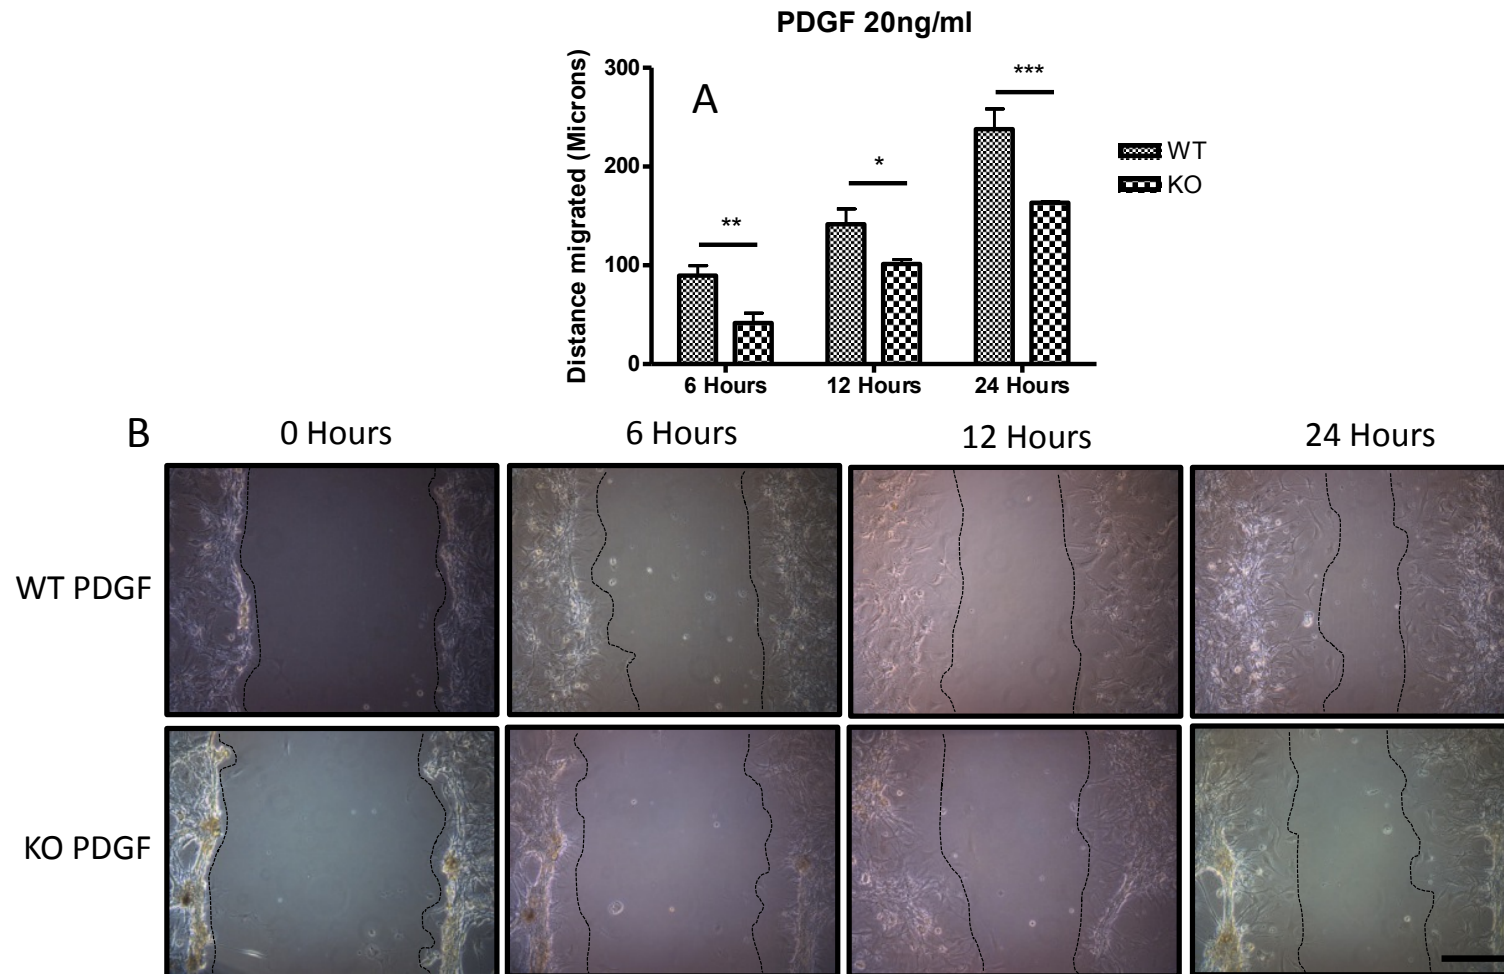 PDGF 20ng/ml
Distance migrated (Microns)
300
200
100
0
A
**
*
***
WT
KO
6 Hours
12 Hours
24 Hours
B
0 Hours
6 Hours
12 Hours
24 Hours
WT PDGF
KO PDGF